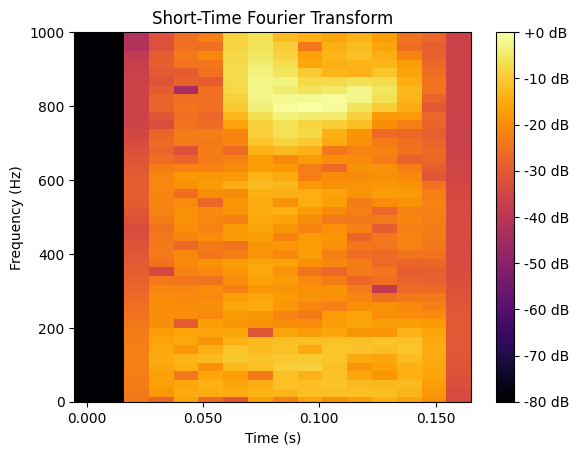 Short-Time Fourier Transform
1000
800
600
400
200
0
Frequency (Hz)
0.000
0.050
0.100
0.150
Time (s)
+0 dB
-10 dB
-20 dB
-30 dB
-40 dB
-50 dB
-60 dB
-70 dB
-80 dB